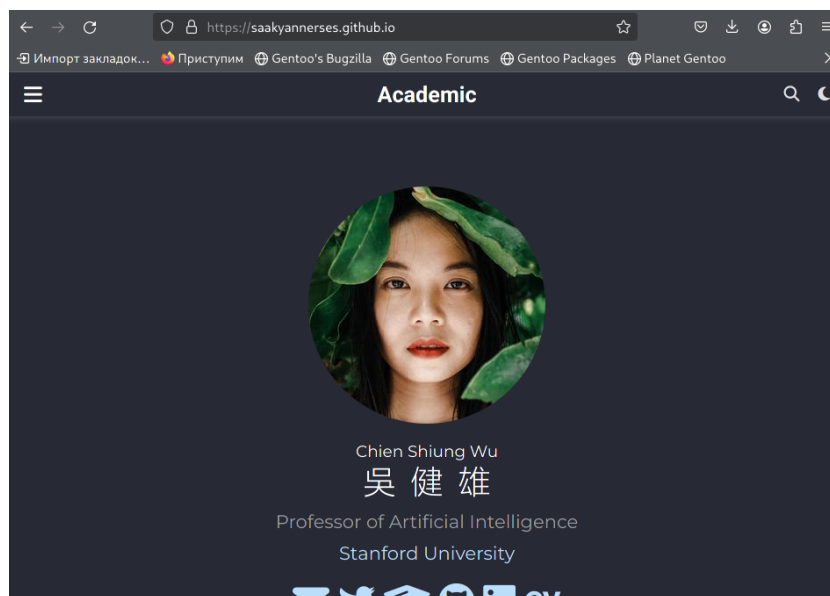 https://saakyannerses.github.io
Импорт закладок... Приступим Gentoo's Bugzilla Gentoo Forums Gentoo Packages Planet Gentoo
Academic
Chien Shiung Wu
吳健雄
Professor of Artificial Intelligence
Stanford University